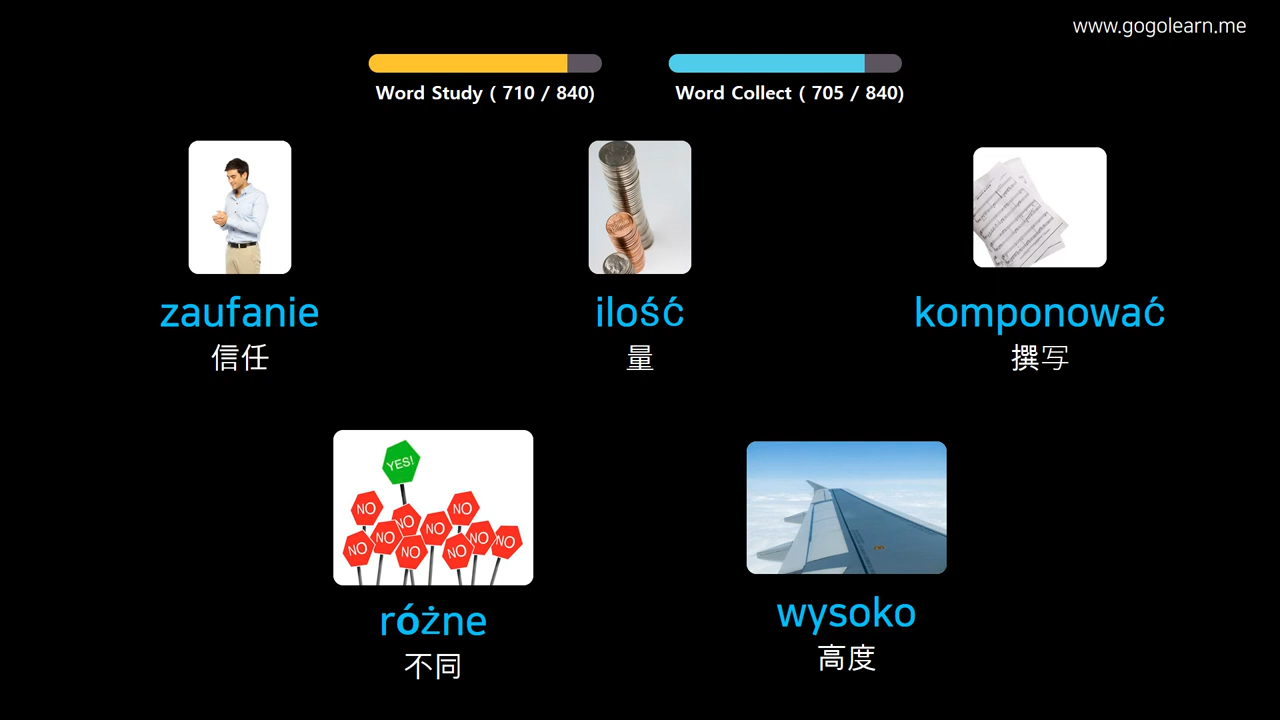 www.gogolearn.me
Word Study ( 710 / 840)
Word Collect ( 705 / 840)
zaufanie
信任
ilość
量
komponować
撰写
YES!
NO
NO
NO
NO
NO
NO
NO
NO
NO
NO
różne
不同
wysoko
高度